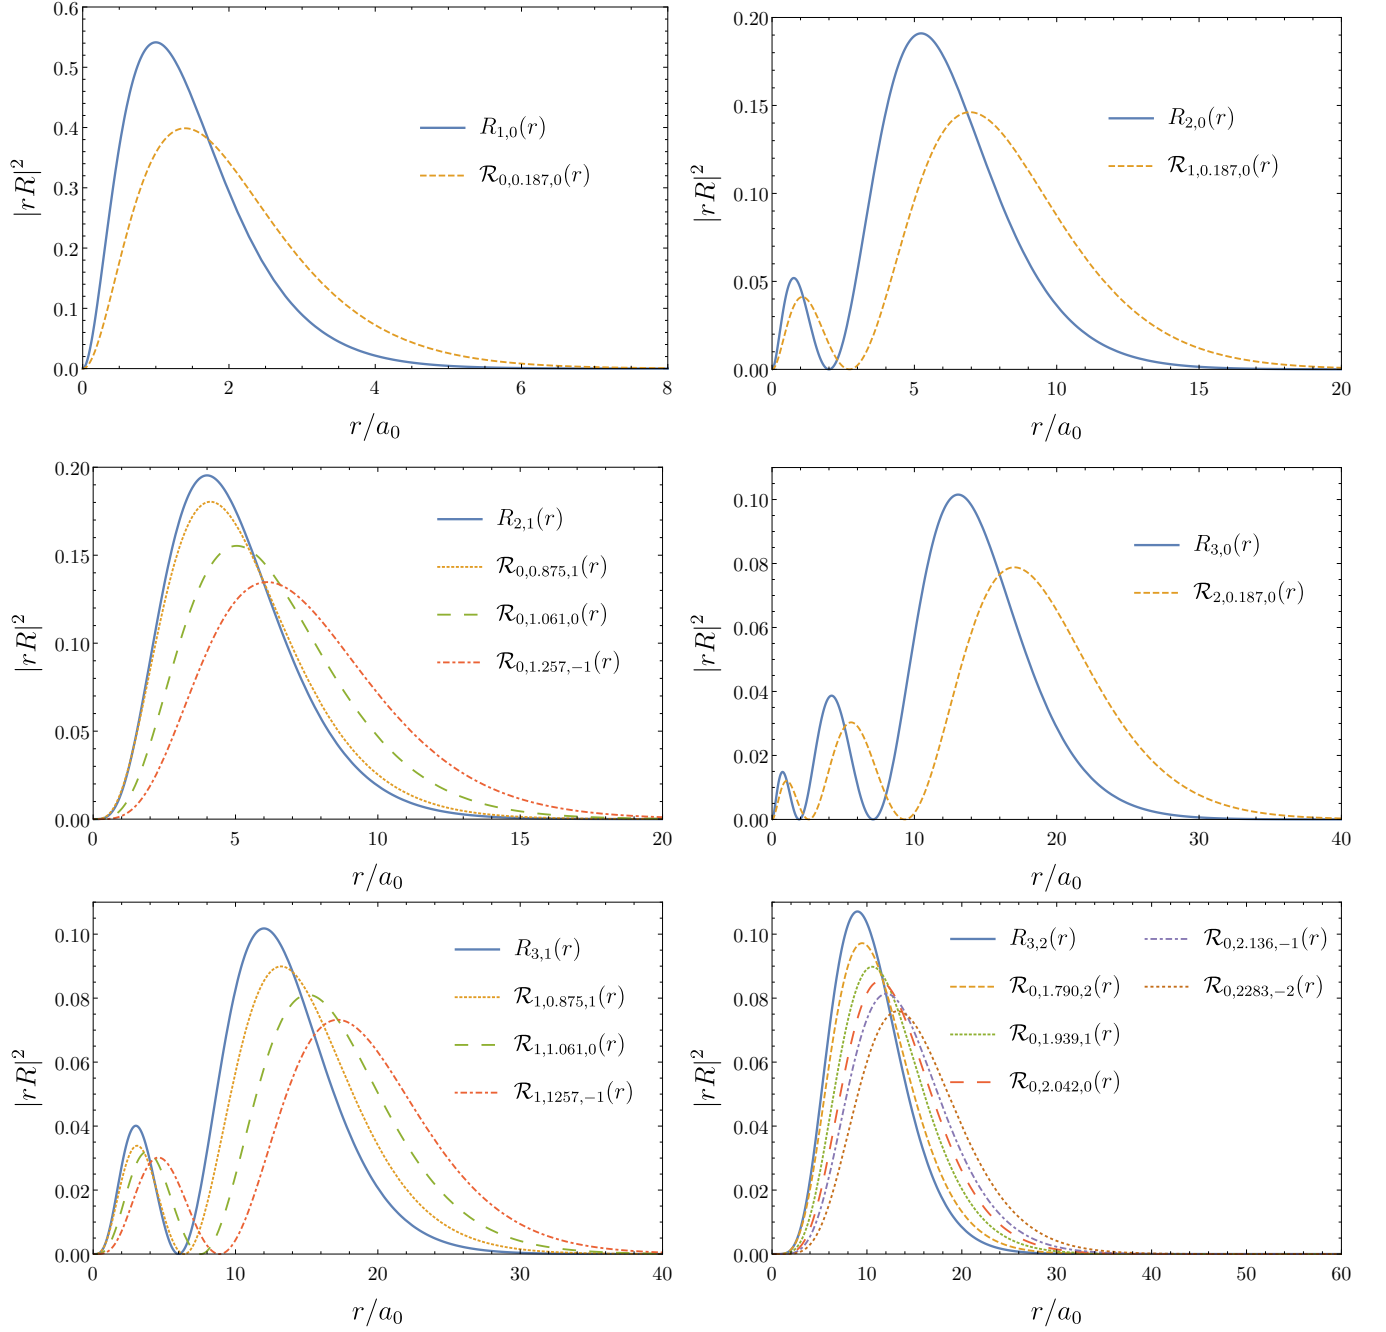 0.6
0.5
0.4
0.3
0.2
0.1
0.0
0 2 4 6 8
|rR|²
r/a₀
R₁,₀(r)
ℛ₀,₀.₁₈₇,₀(r)
0.20
0.15
0.10
0.05
0.00
0 5 10 15 20
|rR|²
r/a₀
R₂,₀(r)
ℛ₁,₀.₁₈₇,₀(r)
0.20
0.15
0.10
0.05
0.00
0 5 10 15 20
|rR|²
r/a₀
R₂,₁(r)
ℛ₀,₀.₈₇₅,₁(r)
ℛ₀,₁.₀₆₁,₀(r)
ℛ₀,₁.₂₅₇,₋₁(r)
0.10
0.08
0.06
0.04
0.02
0.00
0 10 20 30 40
|rR|²
r/a₀
R₃,₀(r)
ℛ₂,₀.₁₈₇,₀(r)
0.10
0.08
0.06
0.04
0.02
0.00
0 10 20 30 40
|rR|²
r/a₀
R₃,₁(r)
ℛ₁,₀.₈₇₅,₁(r)
ℛ₁,₁.₀₆₁,₀(r)
ℛ₁,₁₂₅₇,₋₁(r)
0.10
0.08
0.06
0.04
0.02
0.00
0 10 20 30 40 50 60
|rR|²
r/a₀
R₃,₂(r)
ℛ₀,₁.₇₉₀,₂(r)
ℛ₀,₁.₉₃₉,₁(r)
ℛ₀,₂.₀₄₂,₀(r)
ℛ₀,₂.₁₃₆,₋₁(r)
ℛ₀,₂₂₈₃,₋₂(r)